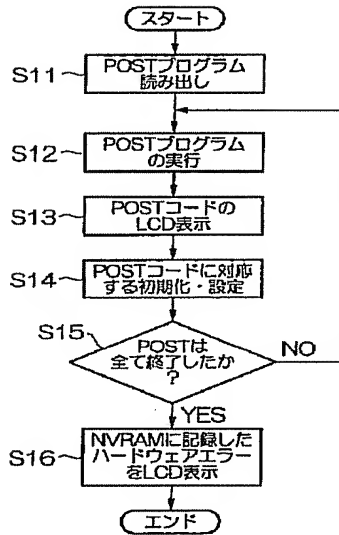 スタート
S11
POSTプログラム
読み出し
S12
POSTプログラム
の実行
S13
POSTコードの
LCD表示
S14
POSTコードに対応
する初期化・設定
S15
POSTは
全て終了したか
?
NO
YES
S16
NVRAMに記録した
ハードウェアエラー
をLCD表示
エンド